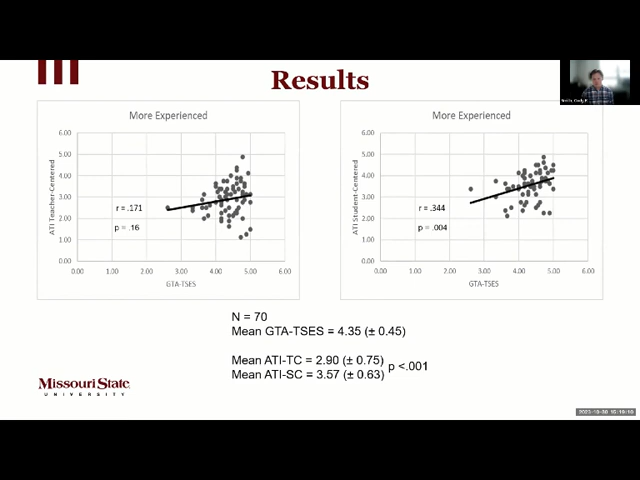 Results
More Experienced
6.00
5.00
4.00
3.00
2.00
1.00
0.00
ATI Teacher-Centered
r = .171
p = .16
0.00 1.00 2.00 3.00 4.00 5.00 6.00
GTA-TSES
More Experienced
6.00
5.00
4.00
3.00
2.00
1.00
0.00
ATI Student-Centered
r = .344
p = .004
0.00 1.00 2.00 3.00 4.00 5.00 6.00
GTA-TSES
N = 70
Mean GTA-TSES = 4.35 (± 0.45)
Mean ATI-TC = 2.90 (± 0.75)
Mean ATI-SC = 3.57 (± 0.63)
p <.001
Missouri State
UNIVERSITY